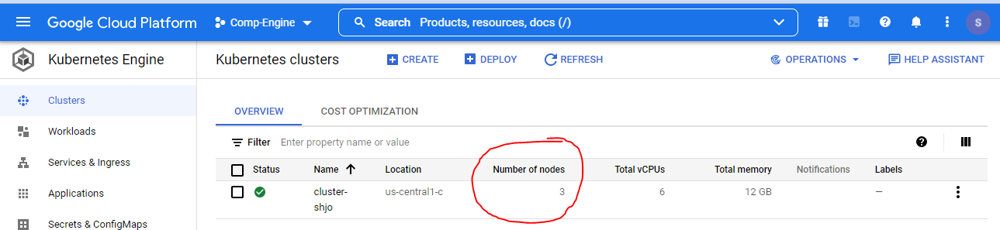 Google Cloud Platform Comp-Engine Search Products, resources, docs (/) S
Kubernetes Engine Kubernetes clusters CREATE DEPLOY REFRESH OPERATIONS HELP ASSISTANT
Clusters
OVERVIEW COST OPTIMIZATION
Workloads
Filter Enter property name or value
Services & Ingress
Status Name Location Number of nodes Total vCPUs Total memory Notifications Labels
Applications
cluster-
shjo
us-central1-c 3 6 12 GB —
Secrets & ConfigMaps